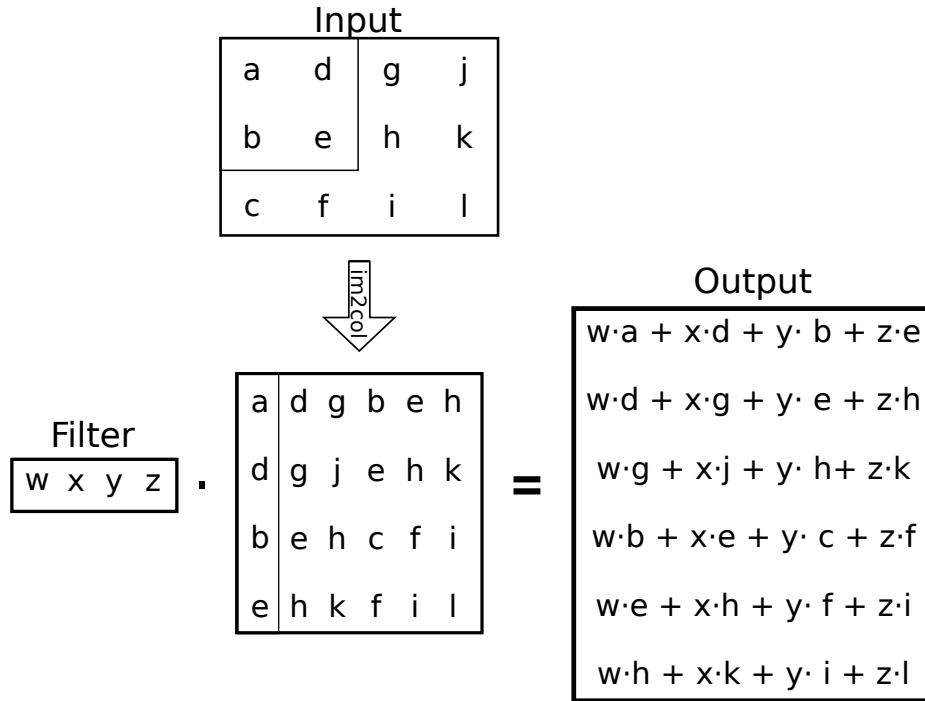 Input
a d g j
b e h k
c f i l
im2col
Filter
w x y z
·
a d g b e h
d g j e h k
b e h c f i
e h k f i l
=
Output
w·a + x·d + y· b + z·e
w·d + x·g + y· e + z·h
w·g + x·j + y· h+ z·k
w·b + x·e + y· c + z·f
w·e + x·h + y· f + z·i
w·h + x·k + y· i + z·l